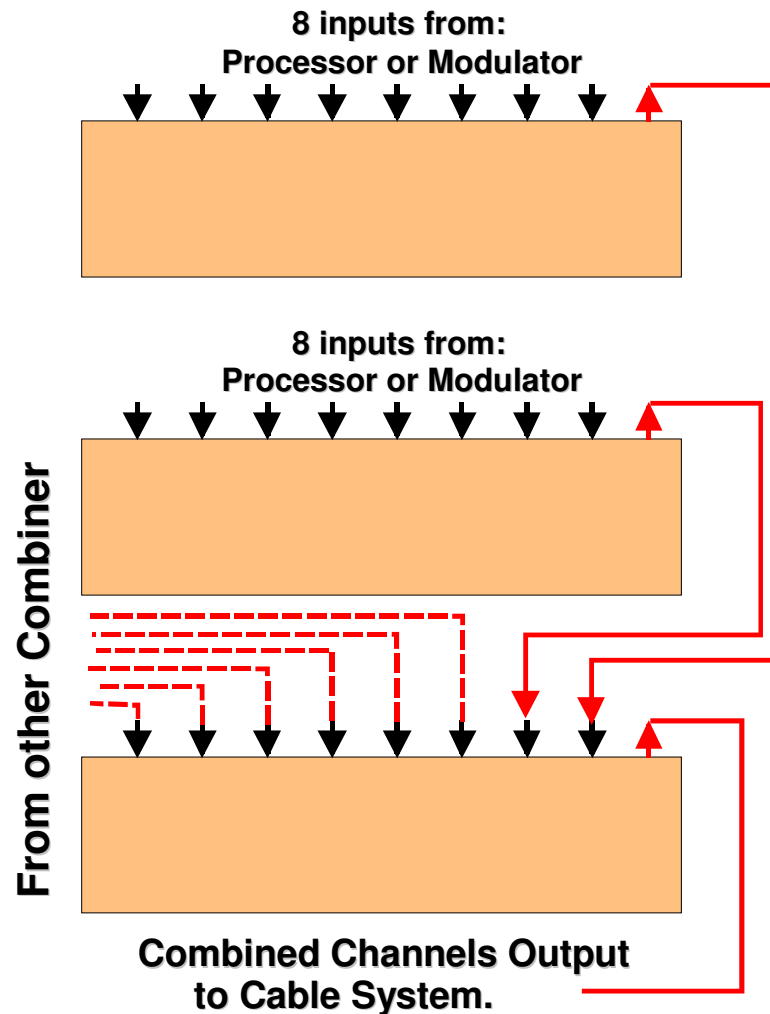 8 inputs from:
Processor or Modulator
8 inputs from:
Processor or Modulator
From other Combiner
Combined Channels Output
to Cable System.